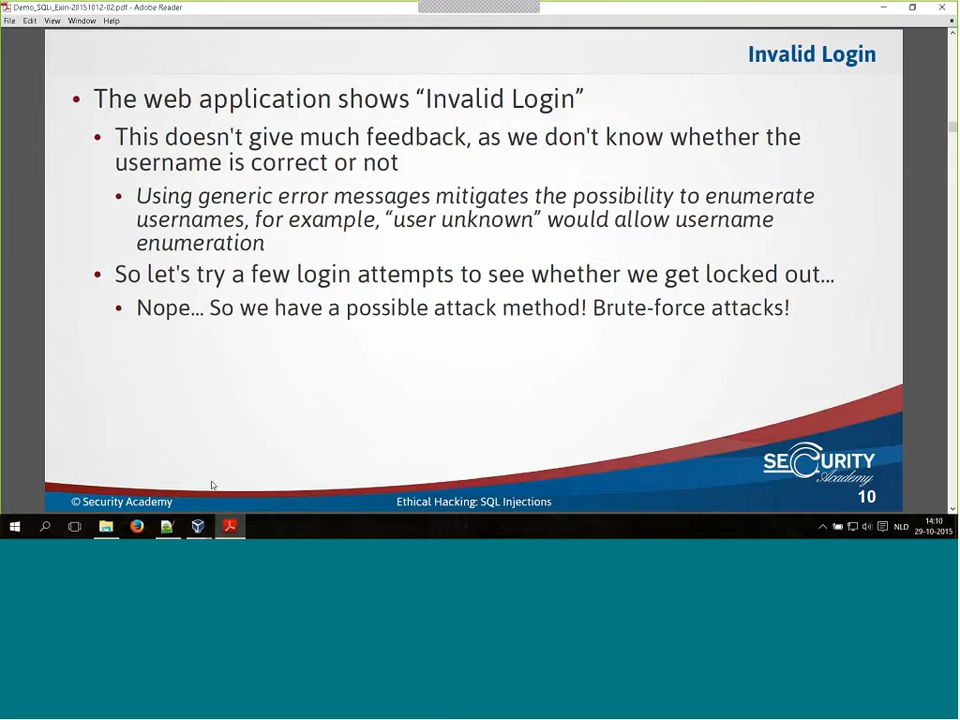 Demo_SQLi_Exin-20151012-02.pdf - Adobe Reader
File Edit View Window Help
Invalid Login
• The web application shows “Invalid Login”
• This doesn't give much feedback, as we don't know whether the
username is correct or not
• Using generic error messages mitigates the possibility to enumerate
usernames, for example, “user unknown” would allow username
enumeration
• So let's try a few login attempts to see whether we get locked out...
• Nope... So we have a possible attack method! Brute-force attacks!
SECURITY
Academy
© Security Academy
Ethical Hacking: SQL Injections
10
NLD
14:10
29-10-2015